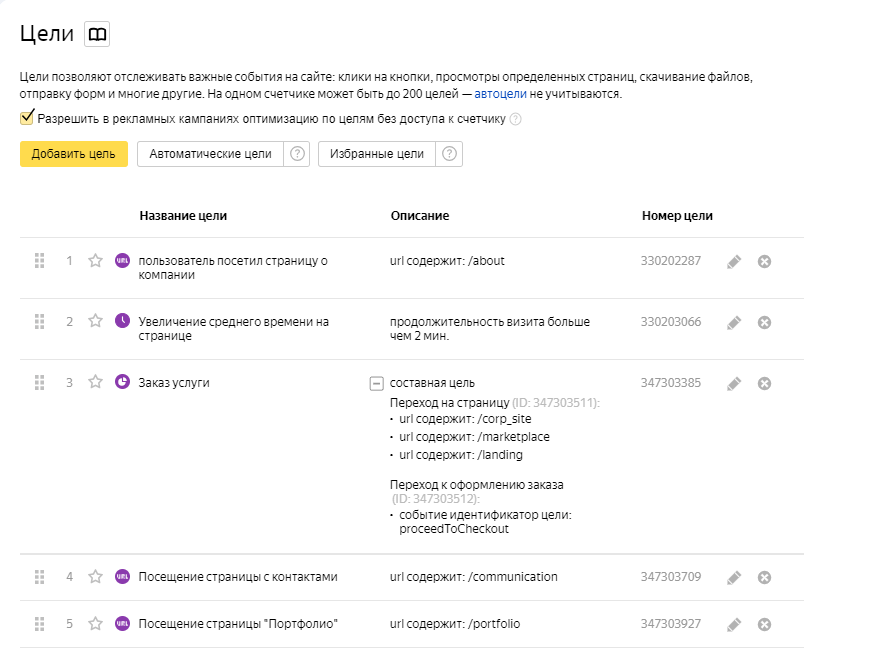 Цели
Цели позволяют отслеживать важные события на сайте: клики на кнопки, просмотры определенных страниц, скачивание файлов,
отправку форм и многие другие. На одном счетчике может быть до 200 целей — автоцели не учитываются.
Разрешить в рекламных кампаниях оптимизацию по целям без доступа к счетчику ?
Добавить цель Автоматические цели ? Избранные цели ?
Название цели Описание Номер цели
1 URL пользователь посетил страницу о url содержит: /about 330202287
компании
2 Увеличение среднего времени на продолжительность визита больше 330203066
странице чем 2 мин.
3 Заказ услуги составная цель 347303385
Переход на страницу (ID: 347303511):
• url содержит: /corp_site
• url содержит: /marketplace
• url содержит: /landing
Переход к оформлению заказа
(ID: 347303512):
• событие идентификатор цели:
proceedToCheckout
4 URL Посещение страницы с контактами url содержит: /communication 347303709
5 URL Посещение страницы "Портфолио" url содержит: /portfolio 347303927